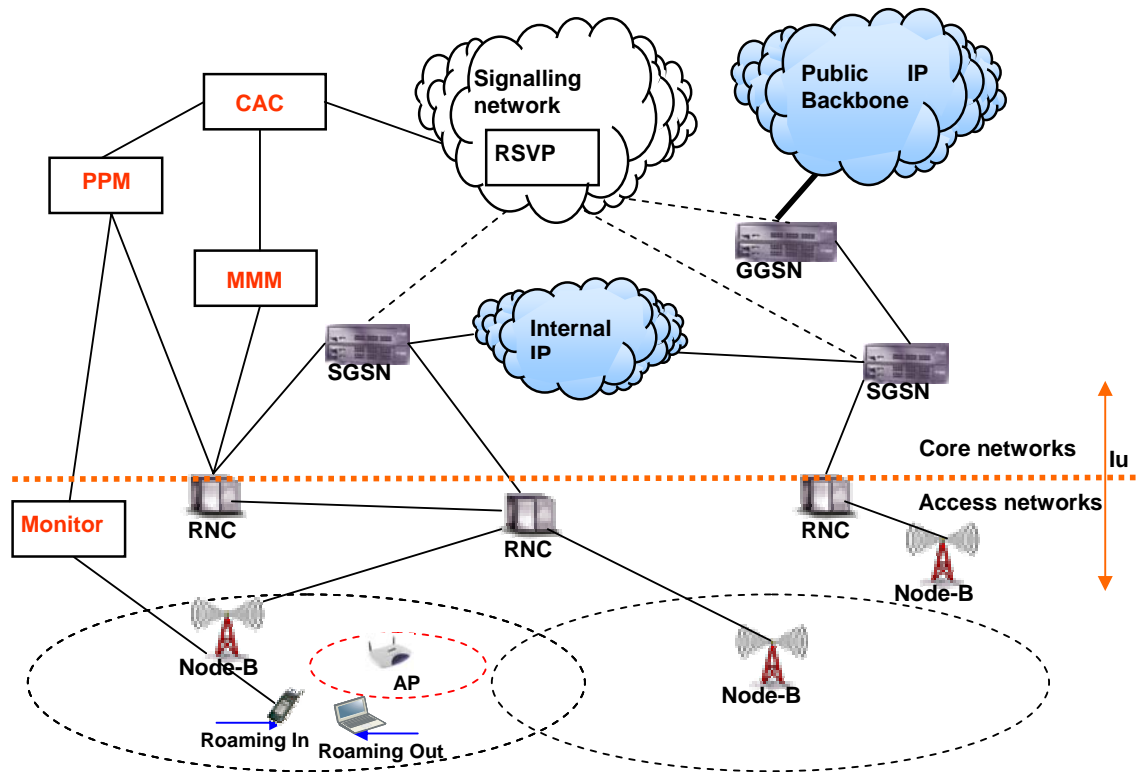 Signalling
network
Public IP
Backbone
CAC
RSVP
PPM
MMM
GGSN
Internal
IP
SGSN
SGSN
Core networks
Iu
Access networks
Monitor
RNC
RNC
RNC
Node-B
Node-B
AP
Node-B
Roaming In
Roaming Out